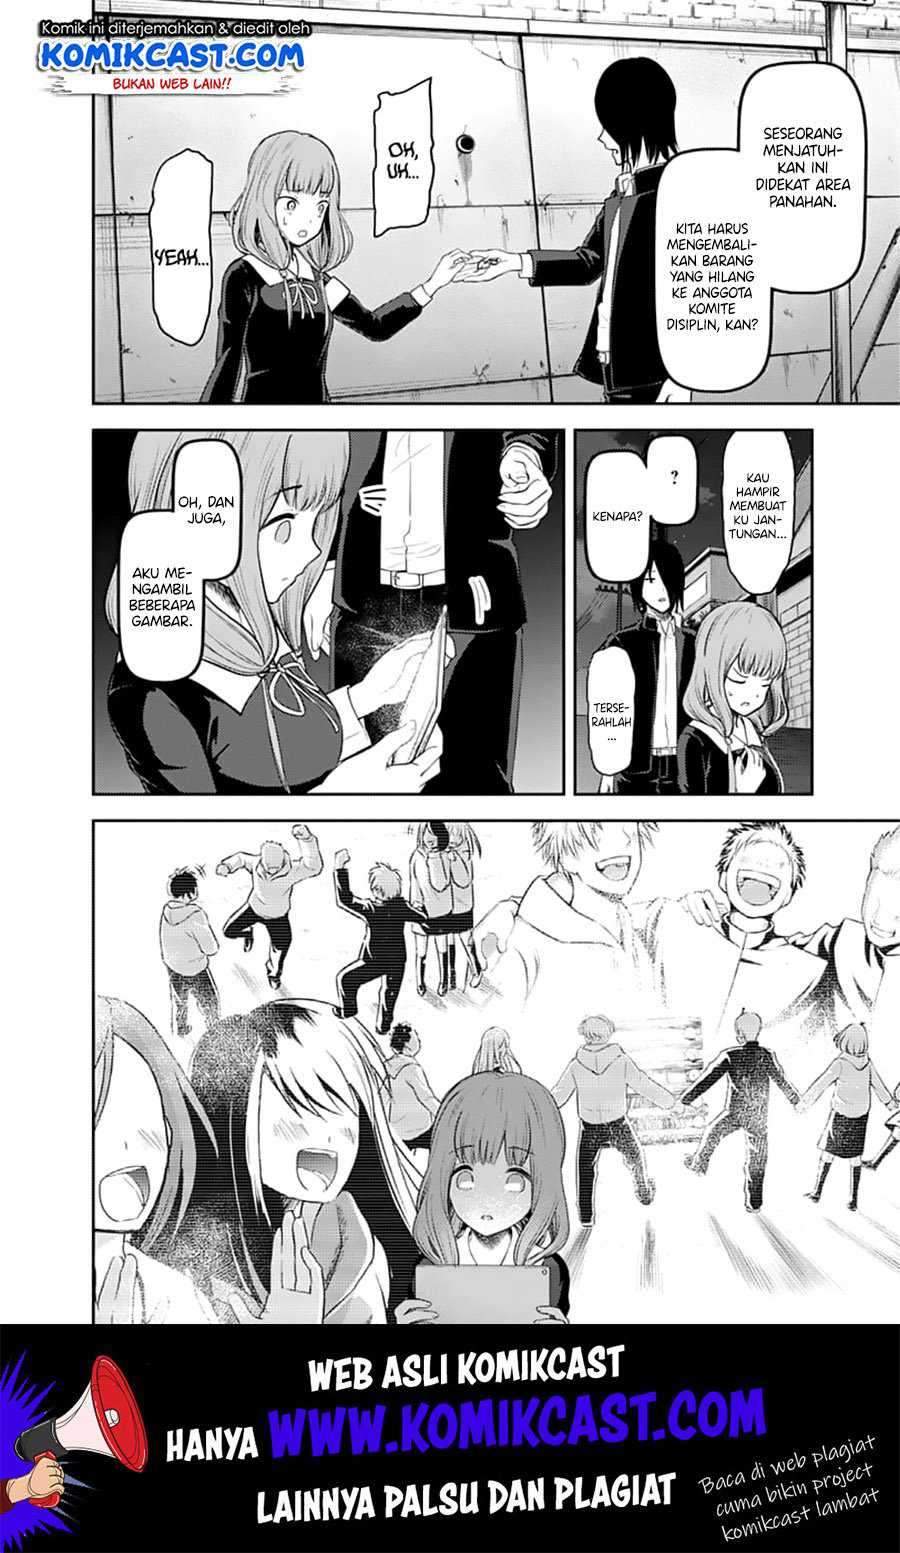 Komik ini diterjemahkan & diedit oleh
KOMIKCAST.COM
BUKAN WEB LAIN!!
SESEORANG
MENJATUH-
KAN INI
DIDEKAT AREA
PANAHAN.
KITA HARUS
MENGEMBALI-
KAN BARANG
YANG HILANG
KE ANGGOTA
KOMITE
DISIPLIN, KAN?
OH,
UH...
YEAH...
KAU
HAMPIR
MEMBUAT
KU JAN-
TUNGAN...
?
KENAPA?
TERSE-
RAHLAH
...
OH, DAN
JUGA,
AKU ME-
NGAMBIL
BEBERAPA
GAMBAR.
WEB ASLI KOMIKCAST
HANYA WWW.KOMIKCAST.COM
LAINNYA PALSU DAN PLAGIAT
Baca di web plagiat
cuma bikin project
komikcast lambat